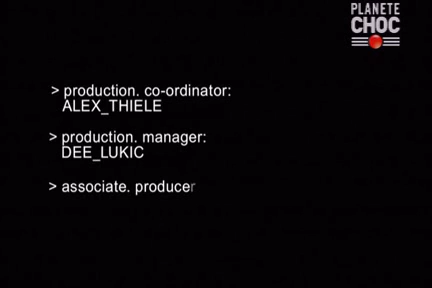 PLANETE
CHOC
> production. co-ordinator:
ALEX_THIELE
> production. manager:
DEE_LUKIC
> associate. producer